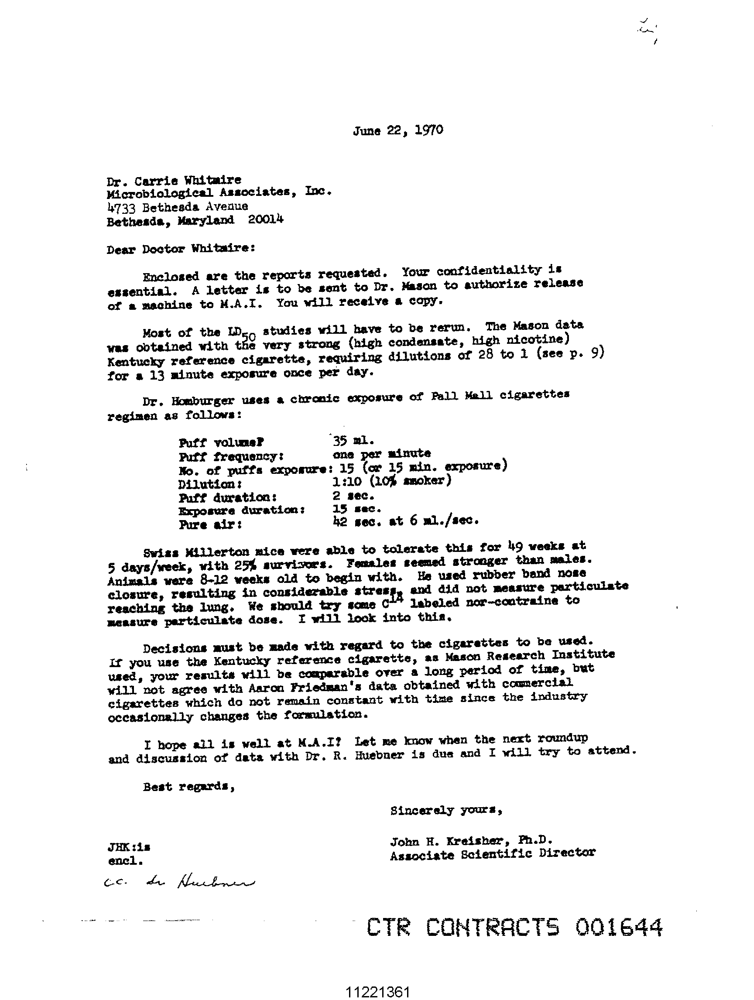 June 22, 1970
Dr. Carrie Whitmire
Microbiological Associates, Inc.
4733 Bethesda Avenue
Bethesda, Maryland 20014
Dear Doctor Whitmire:
Enclosed are the reports requested. Your confidentiality is
essential. A letter is to be sent to Dr. Mason to authorize release
of a machine to M.A.I. You will receive a copy.
Most of the LD50 studies will have to be rerun. The Mason data
was obtained with the very strong (high condensate, high nicotine)
Kentucky reference cigarette, requiring dilutions of 28 to 1 (see p. 9)
for a 13 minute exposure once per day.
Dr. Homburger uses a chronic exposure of Pall Mall cigarettes
regimen as follows:
Puff volume? 35 ml.
Puff frequency: one per minute
No. of puffs exposure: 15 (or 15 min. exposure)
Dilution: 1:10 (10% smoker)
Puff duration: 2 sec.
Exposure duration: 15 sec.
Pure air: 42 sec. at 6 ml./sec.
Swiss Millerton mice were able to tolerate this for 49 weeks at
5 days/week, with 25% survivors. Females seemed stronger than males.
Animals were 8-12 weeks old to begin with. He used rubber band nose
closure, resulting in considerable stress, and did not measure particulate
reaching the lung. We should try some C14 labeled nor-contraine to
measure particulate dose. I will look into this.
Decisions must be made with regard to the cigarettes to be used.
If you use the Kentucky reference cigarette, as Mason Research Institute
used, your results will be comparable over a long period of time, but
will not agree with Aaron Friedman's data obtained with commercial
cigarettes which do not remain constant with time since the industry
occasionally changes the formulation.
I hope all is well at M.A.I? Let me know when the next roundup
and discussion of data with Dr. R. Huebner is due and I will try to attend.
Best regards,
Sincerely yours,
John H. Kreisher, Ph.D.
Associate Scientific Director
JHK:is
encl.
cc. Dr Huebner
CTR CONTRACTS 001644
11221361